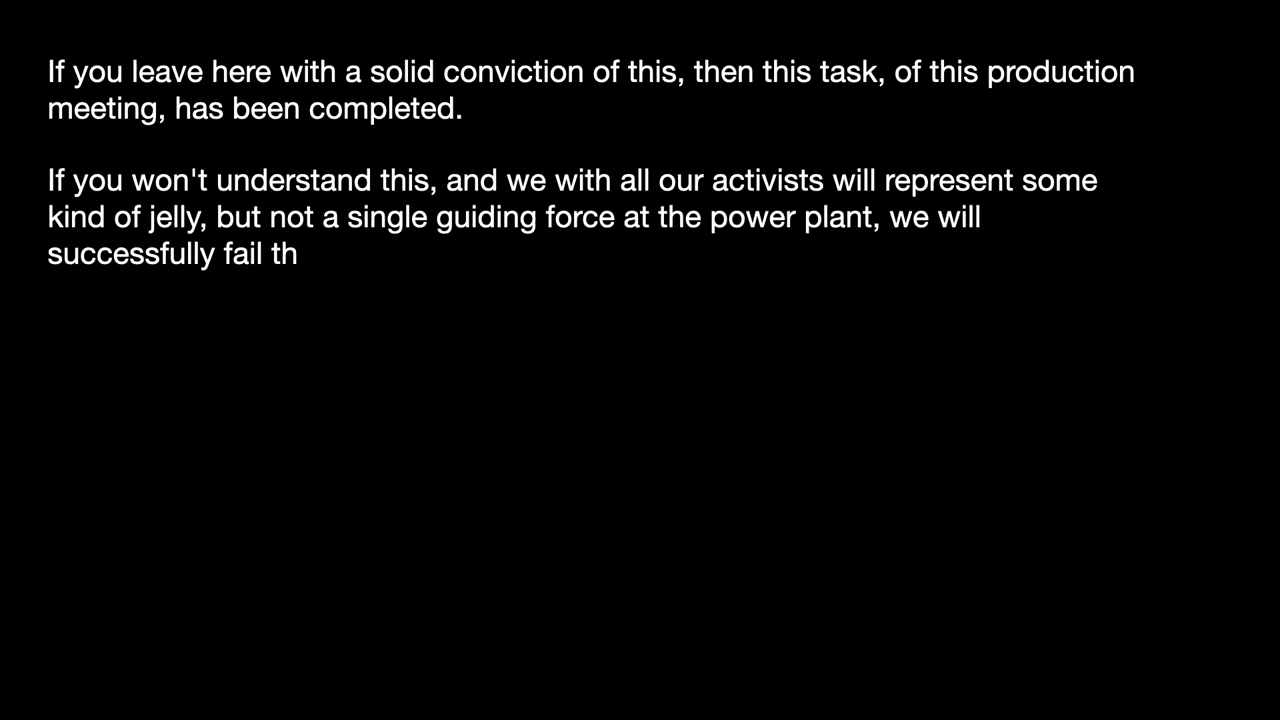 If you leave here with a solid conviction of this, then this task, of this production
meeting, has been completed.
If you won't understand this, and we with all our activists will represent some
kind of jelly, but not a single guiding force at the power plant, we will
successfully fail th